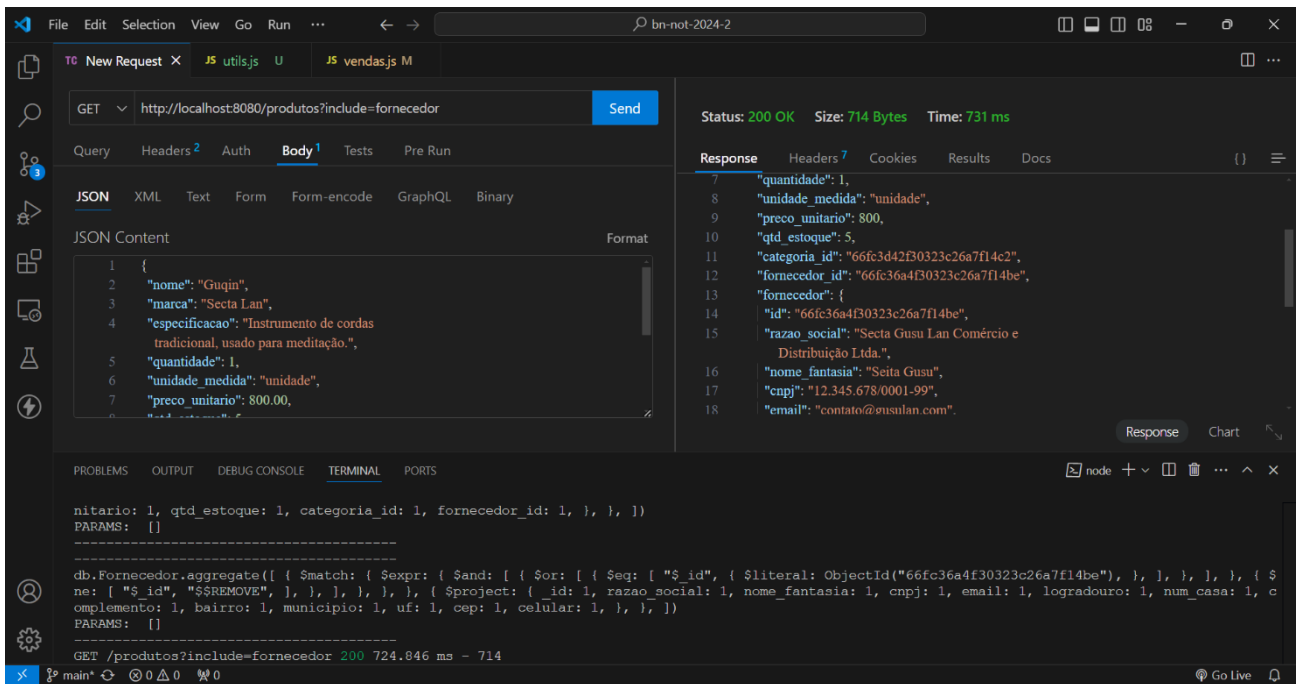 File Edit Selection View Go Run ··· ← → bn-not-2024-2
TC New Request × JS utils.js U JS vendas.js M ···
GET http://localhost:8080/produtos?include=fornecedor Send
Status: 200 OK Size: 714 Bytes Time: 731 ms
Query Headers 2 Auth Body 1 Tests Pre Run
Response Headers 7 Cookies Results Docs { }
JSON XML Text Form Form-encode GraphQL Binary
JSON Content Format
1 {
2 "nome": "Guqin",
3 "marca": "Secta Lan",
4 "especificacao": "Instrumento de cordas
tradicional, usado para meditação.",
5 "quantidade": 1,
6 "unidade_medida": "unidade",
7 "preco_unitario": 800.00,
7 "quantidade": 1,
8 "unidade_medida": "unidade",
9 "preco_unitario": 800,
10 "qtd_estoque": 5,
11 "categoria_id": "66fc3d42f30323c26a7f14c2",
12 "fornecedor_id": "66fc36a4f30323c26a7f14be",
13 "fornecedor": {
14 "id": "66fc36a4f30323c26a7f14be",
15 "razao_social": "Secta Gusu Lan Comércio e
Distribuição Ltda.",
16 "nome_fantasia": "Seita Gusu",
17 "cnpj": "12.345.678/0001-99",
18 "email": "contato@gusulan.com",
Response Chart
3
PROBLEMS OUTPUT DEBUG CONSOLE TERMINAL PORTS node
nitario: 1, qtd_estoque: 1, categoria_id: 1, fornecedor_id: 1, }, }, ])
PARAMS: []
----------------------------------------
----------------------------------------
db.Fornecedor.aggregate([ { $match: { $expr: { $and: [ { $or: [ { $eq: [ "$_id", { $literal: ObjectId("66fc36a4f30323c26a7f14be"), }, ], }, ], }, { $
ne: [ "$_id", "$$REMOVE", ], }, ], }, }, }, { $project: { _id: 1, razao_social: 1, nome_fantasia: 1, cnpj: 1, email: 1, logradouro: 1, num_casa: 1, c
omplemento: 1, bairro: 1, municipio: 1, uf: 1, cep: 1, celular: 1, }, }, ])
PARAMS: []
----------------------------------------
GET /produtos?include=fornecedor 200 724.846 ms - 714
main* 0 0 0 Go Live